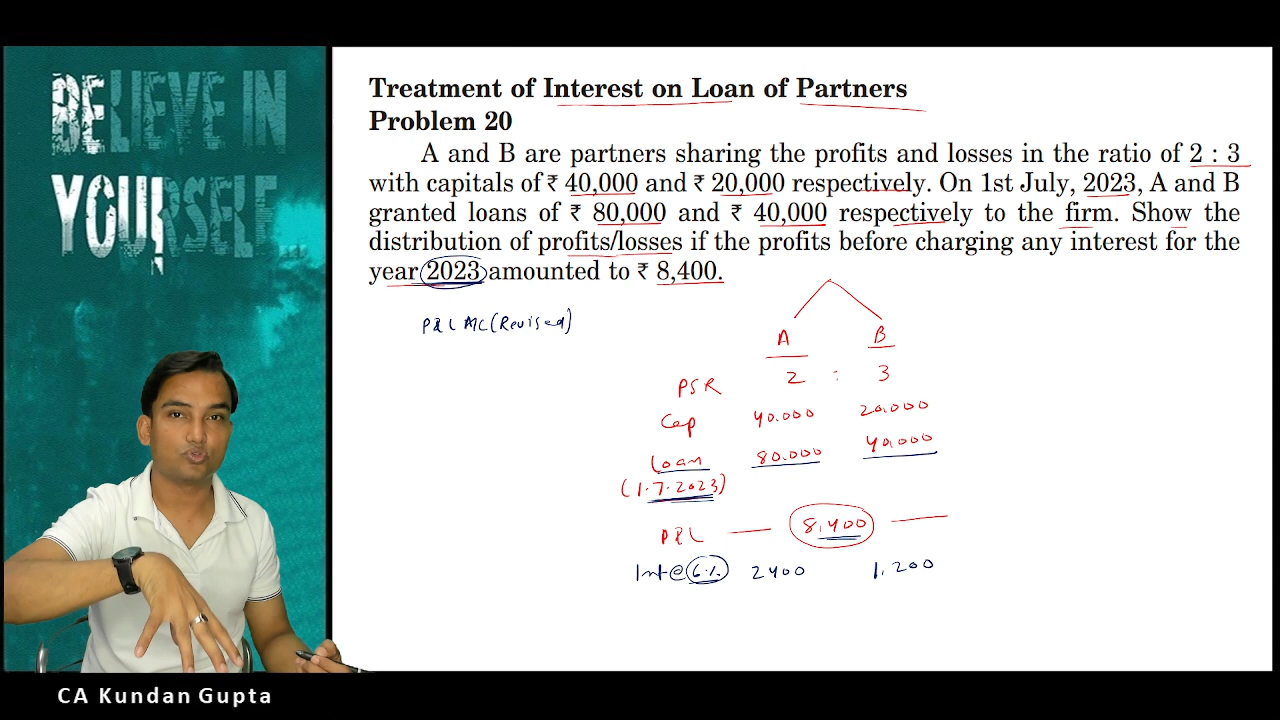 BELIEVE IN
YOURSELF
Treatment of Interest on Loan of Partners
Problem 20
A and B are partners sharing the profits and losses in the ratio of 2 : 3
with capitals of ₹ 40,000 and ₹ 20,000 respectively. On 1st July, 2023, A and B
granted loans of ₹ 80,000 and ₹ 40,000 respectively to the firm. Show the
distribution of profits/losses if the profits before charging any interest for the
year 2023 amounted to ₹ 8,400.
P&L A/C (Revised)
A B
PSR 2 : 3
Cap 40.000 20.000
Loan 80.000 40.000
(1.7.2023)
P&L 8,400
Int@ 6% 2400 1,200
CA Kundan Gupta